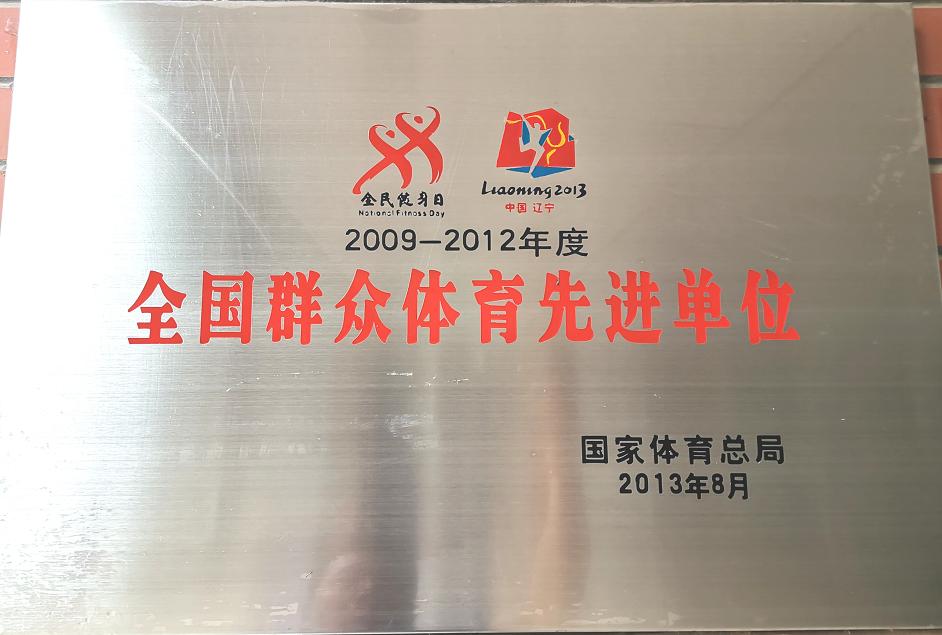 全民健身日
National Fitness Day
Liaoning2013
中国 辽宁
2009—2012年度
全国群众体育先进单位
国家体育总局
2013年8月